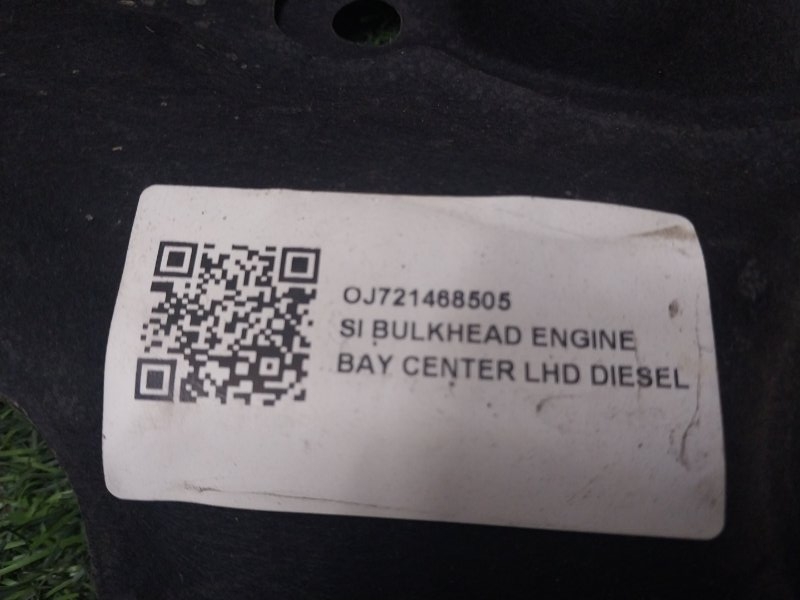 OJ721468505
SI BULKHEAD ENGINE
BAY CENTER LHD DIESEL